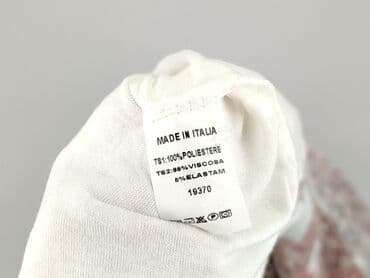 MADE IN ITALIA
TS1:100%POLIESTERE
TS2:95%VISCOSA
5%ELASTAM
19370